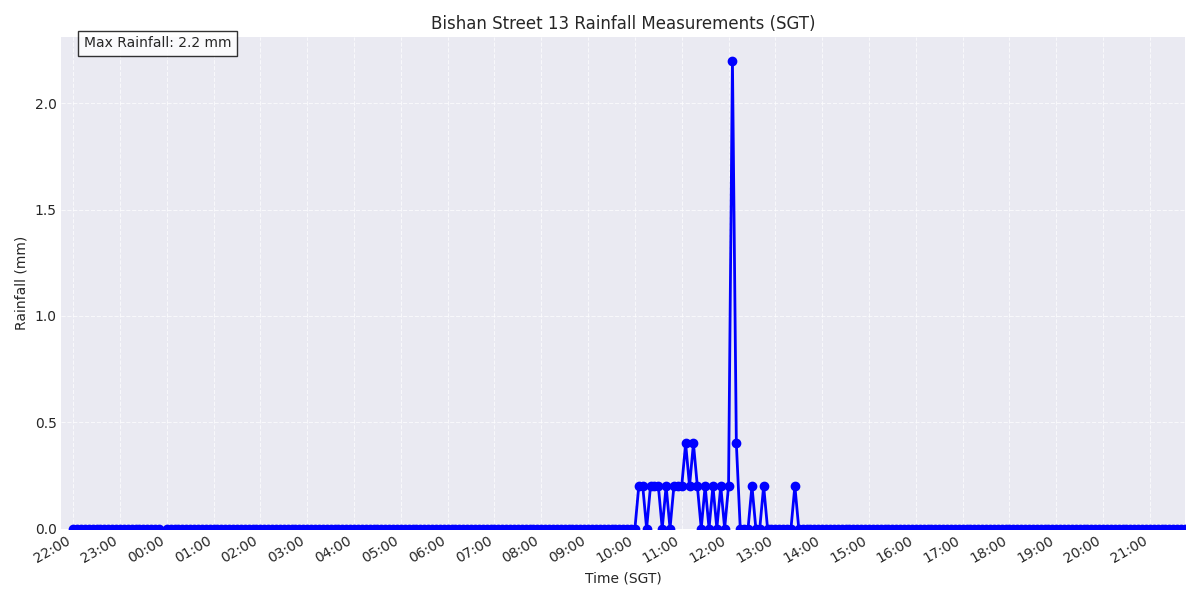 Bishan Street 13 Rainfall Measurements (SGT)
Max Rainfall: 2.2 mm
2.0
1.5
1.0
0.5
0.0
Rainfall (mm)
22:00 23:00 00:00 01:00 02:00 03:00 04:00 05:00 06:00 07:00 08:00 09:00 10:00 11:00 12:00 13:00 14:00 15:00 16:00 17:00 18:00 19:00 20:00 21:00
Time (SGT)